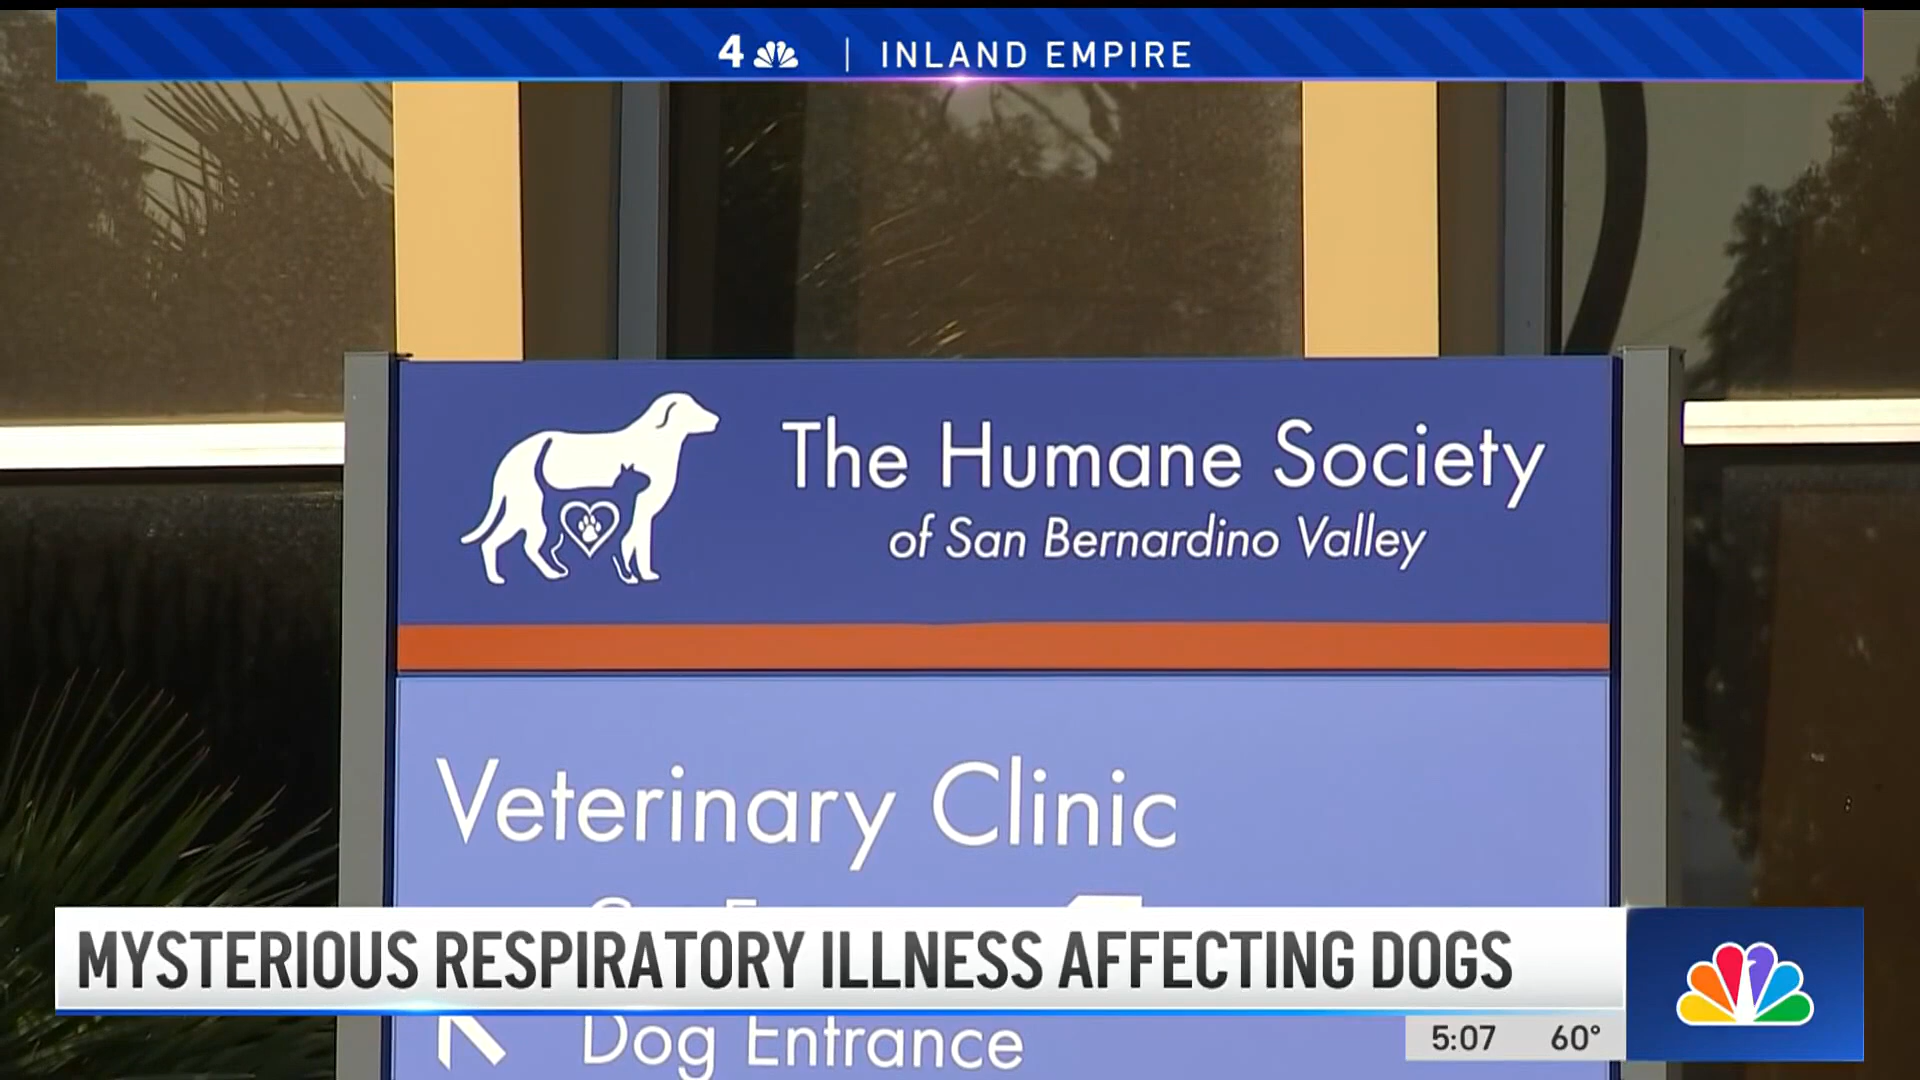 4 | INLAND EMPIRE
The Humane Society
of San Bernardino Valley
Veterinary Clinic
MYSTERIOUS RESPIRATORY ILLNESS AFFECTING DOGS
Dog Entrance
5:07 60°